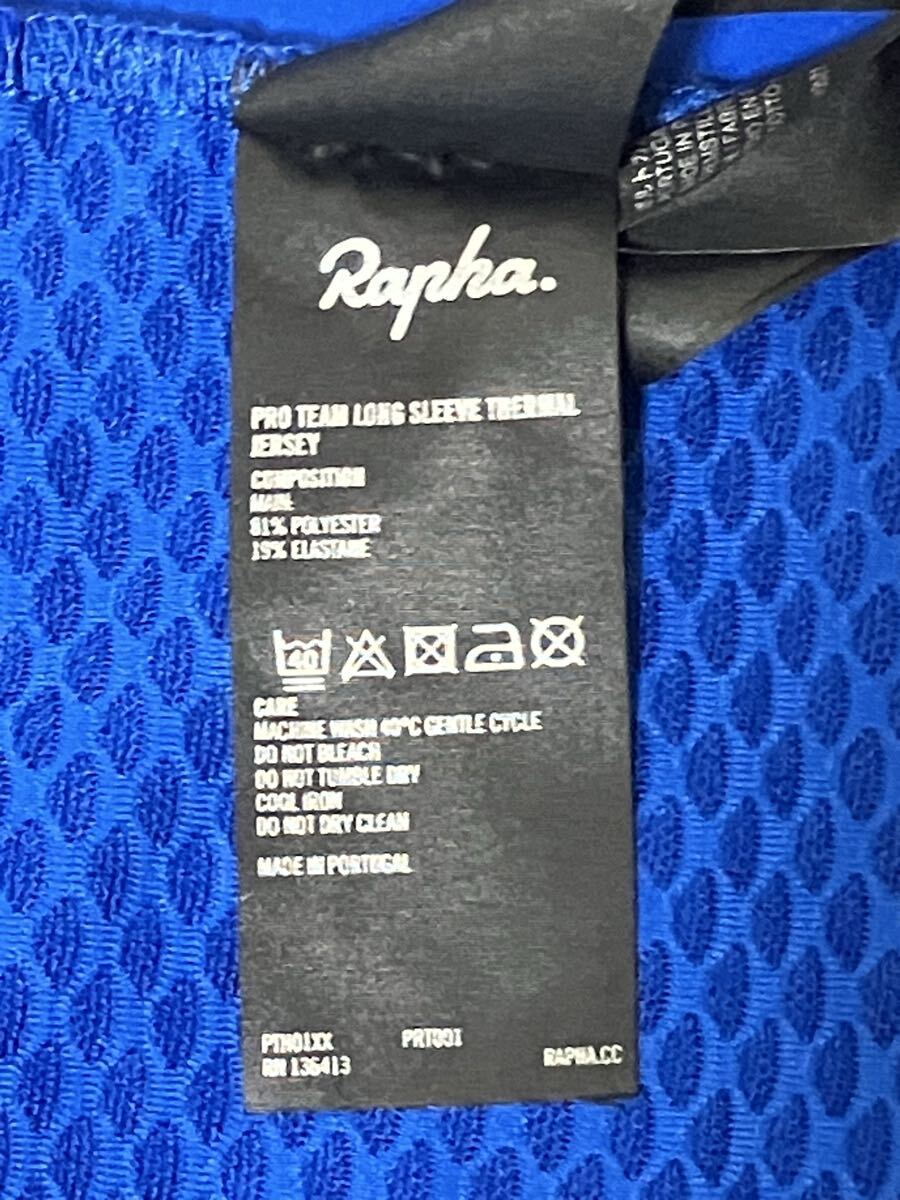 Rapha.
PRO TEAM LONG SLEEVE THERMAL
JERSEY
COMPOSITION
MAIN:
81% POLYESTER
19% ELASTANE
40
CARE
MACHINE WASH 40°C GENTLE CYCLE
DO NOT BLEACH
DO NOT TUMBLE DRY
COOL IRON
DO NOT DRY CLEAN
MADE IN PORTUGAL
PTH01XX PRT001
RN 136413 RAPHA.CC